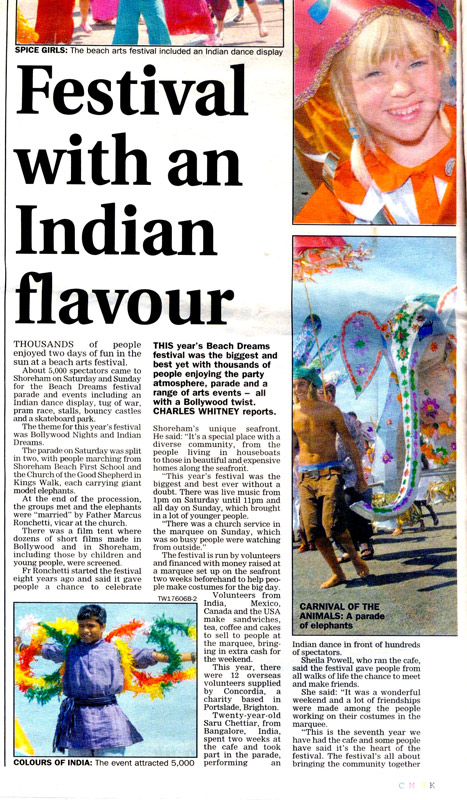 SPICE GIRLS: The beach arts festival included an Indian dance display
Festival
with an
Indian
flavour
THOUSANDS of people
enjoyed two days of fun in the
sun at a beach arts festival.
About 5,000 spectators came to
Shoreham on Saturday and Sunday
for the Beach Dreams festival
parade and events including an
Indian dance display, tug of war,
pram race, stalls, bouncy castles
and a skateboard park.
The theme for this year's festival
was Bollywood Nights and Indian
Dreams.
The parade on Saturday was split
in two, with people marching from
Shoreham Beach First School and
the Church of the Good Shepherd in
Kings Walk, each carrying giant
model elephants.
At the end of the procession,
the groups met and the elephants
were "married" by Father Marcus
Ronchetti, vicar at the church.
There was a film tent where
dozens of short films made in
Bollywood and in Shoreham,
including those by children and
young people, were screened.
Fr Ronchetti started the festival
eight years ago and said it gave
people a chance to celebrate
THIS year's Beach Dreams
festival was the biggest and
best yet with thousands of
people enjoying the party
atmosphere, parade and a
range of arts events – all
with a Bollywood twist.
CHARLES WHITNEY reports.
Shoreham's unique seafront.
He said: "It's a special place with a
diverse community, from the
people living in houseboats
to those in beautiful and expensive
homes along the seafront.
"This year's festival was the
biggest and best ever without a
doubt. There was live music from
1pm on Saturday until 11pm and
all day on Sunday, which brought
in a lot of younger people.
"There was a church service in
the marquee on Sunday, which
was so busy people were watching
from outside."
The festival is run by volunteers
and financed with money raised at
a marquee set up on the seafront
two weeks beforehand to help peo-
ple make costumes for the big day.
TW176068-2
Volunteers from
India, Mexico,
Canada and the USA
make sandwiches,
tea, coffee and cakes
to sell to people at
the marquee, bring-
ing in extra cash for
the weekend.
This year, there
were 12 overseas
volunteers supplied
by Concordia, a
charity based in
Portslade, Brighton.
Twenty-year-old
Saru Chettiar, from
Bangalore, India,
spent two weeks at
the cafe and took
part in the parade,
performing an
COLOURS OF INDIA: The event attracted 5,000
CARNIVAL OF THE
ANIMALS: A parade
of elephants
Indian dance in front of hundreds
of spectators.
Sheila Powell, who ran the cafe,
said the festival gave people from
all walks of life the chance to meet
and make friends.
She said: "It was a wonderful
weekend and a lot of friendships
were made among the people
working on their costumes in the
marquee.
"This is the seventh year we
have had the cafe and some people
have said it's the heart of the
festival. The festival's all about
bringing the community together
C M Y K